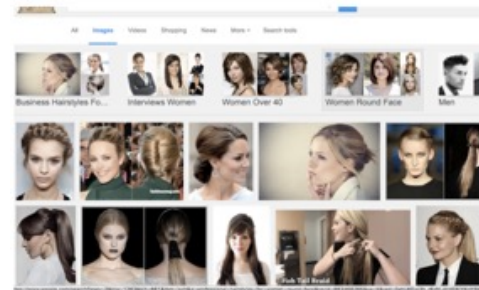 All Images Videos Shopping News More Search tools
Business Hairstyles Fo... Interviews Women Women Over 40 Women Round Face Men
Fish Tail Braid